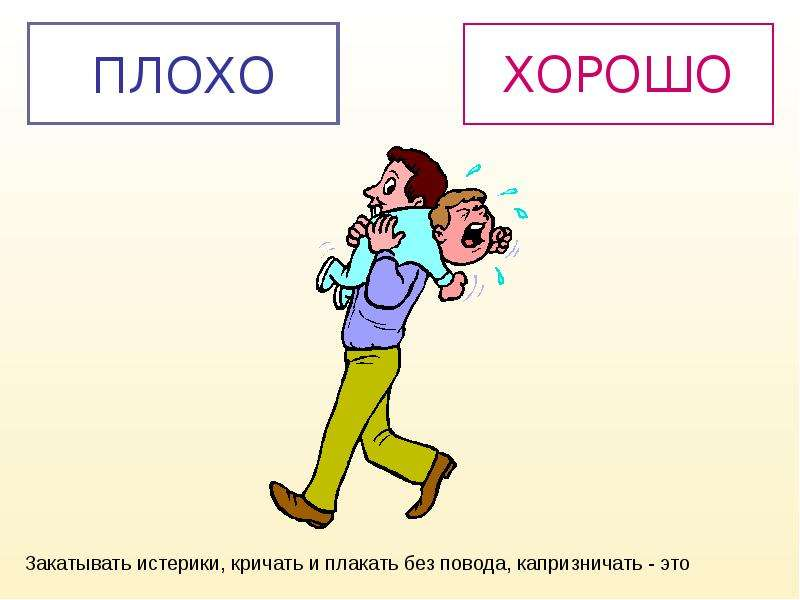 ПЛОХО
ХОРОШО
Закатывать истерики, кричать и плакать без повода, капризничать - это